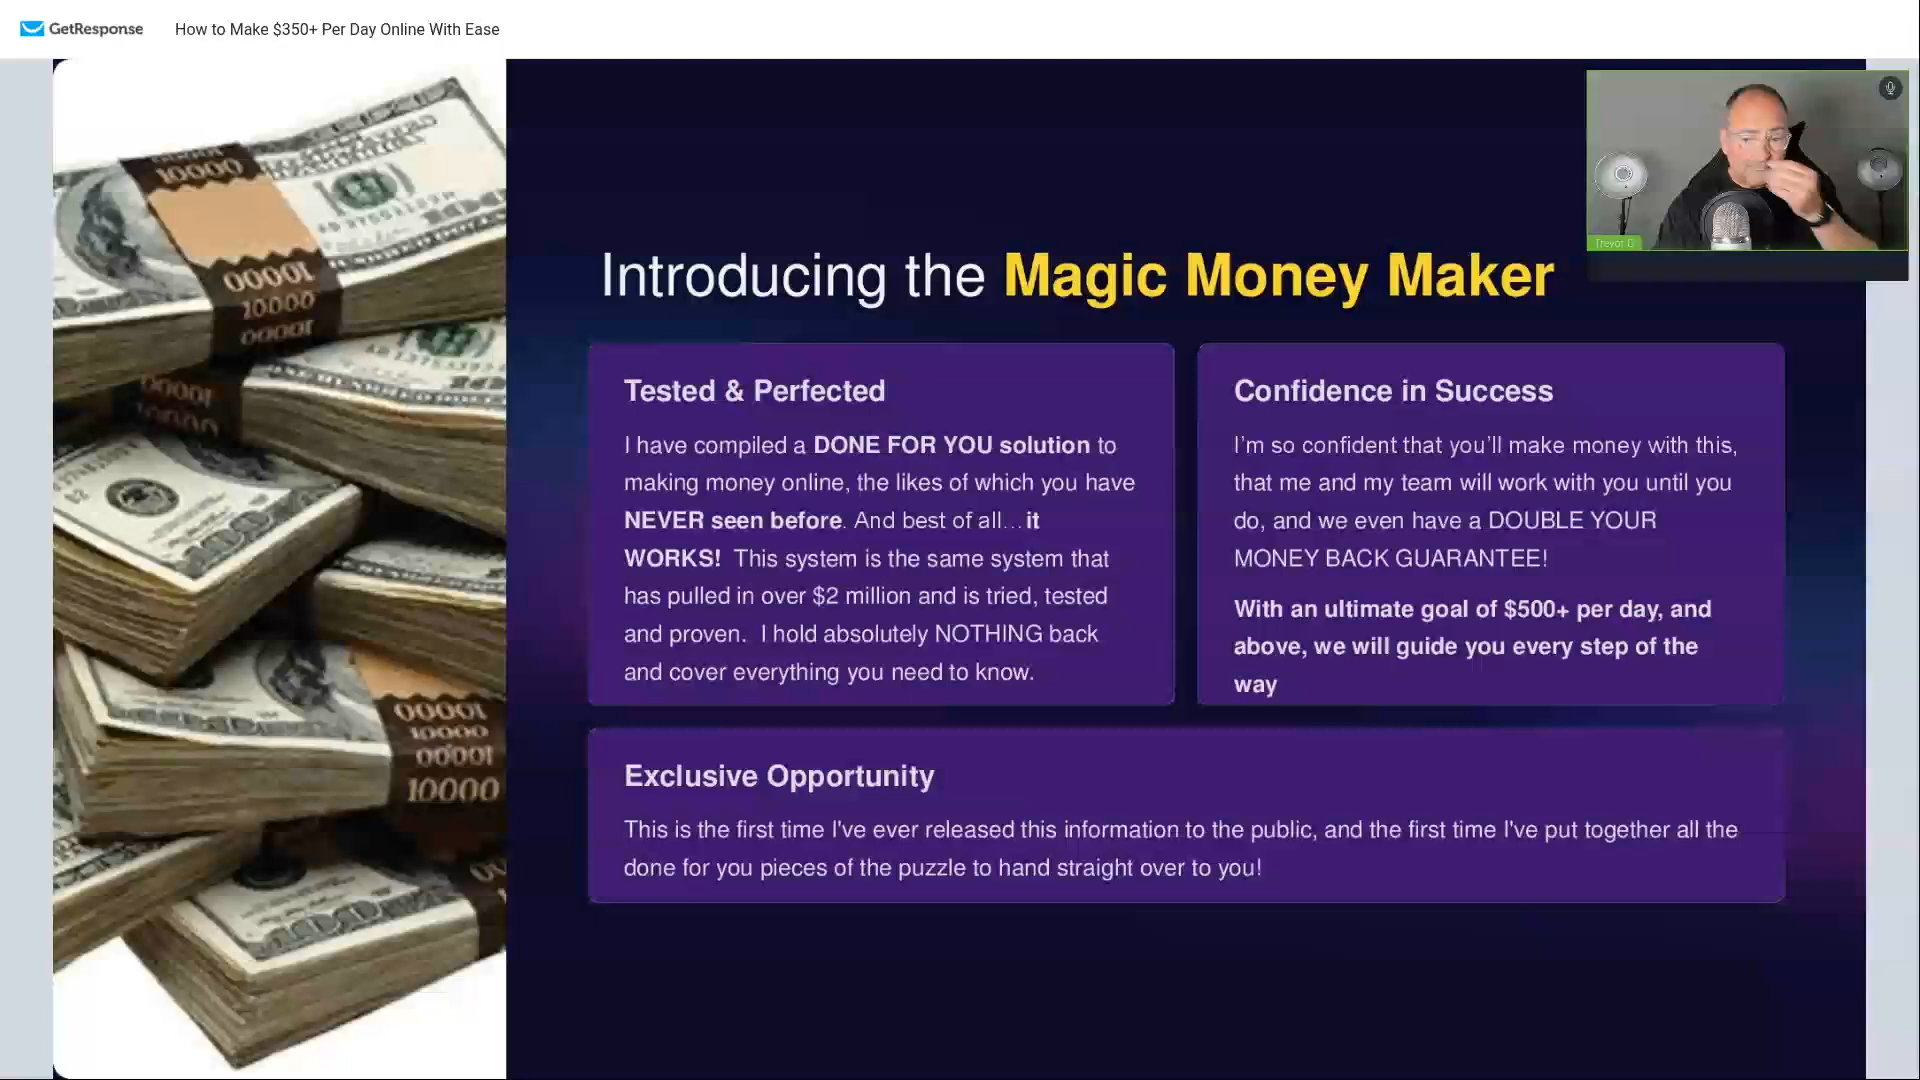 GetResponse How to Make $350+ Per Day Online With Ease
10000
10000
10000
00001
Trevor C
Introducing the Magic Money Maker
Tested & Perfected
I have compiled a DONE FOR YOU solution to
making money online, the likes of which you have
NEVER seen before. And best of all…it
WORKS!  This system is the same system that
has pulled in over $2 million and is tried, tested
and proven.  I hold absolutely NOTHING back
and cover everything you need to know.
Confidence in Success
I’m so confident that you’ll make money with this,
that me and my team will work with you until you
do, and we even have a DOUBLE YOUR
MONEY BACK GUARANTEE!
With an ultimate goal of $500+ per day, and
above, we will guide you every step of the
way
Exclusive Opportunity
This is the first time I've ever released this information to the public, and the first time I've put together all the
done for you pieces of the puzzle to hand straight over to you!
10000
10000